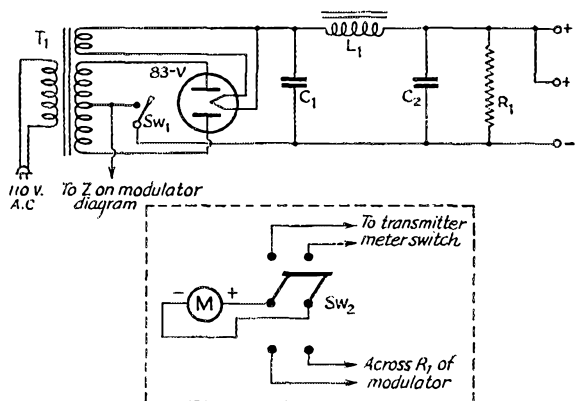 T1
83-V
Sw1
L1
C1
C2
R1
+
+
-
110 V.
A.C
To Z on modulator
diagram
To transmitter
meter switch
- M +
Sw2
Across R1 of
modulator